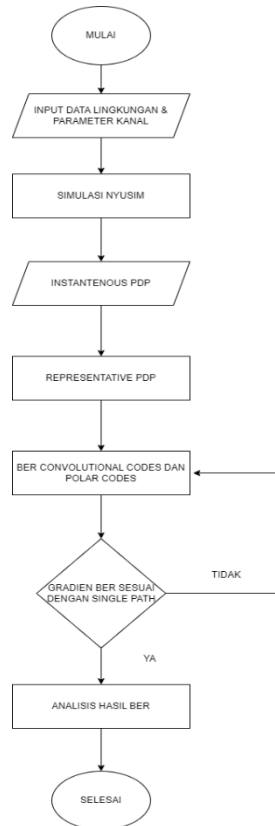 MULAI
INPUT DATA LINGKUNGAN &
PARAMETER KANAL
SIMULASI NYUSIM
INSTANTENOUS PDP
REPRESENTATIVE PDP
BER CONVOLUTIONAL CODES DAN
POLAR CODES
GRADIEN BER SESUAI
DENGAN SINGLE PATH
TIDAK
YA
ANALISIS HASIL BER
SELESAI